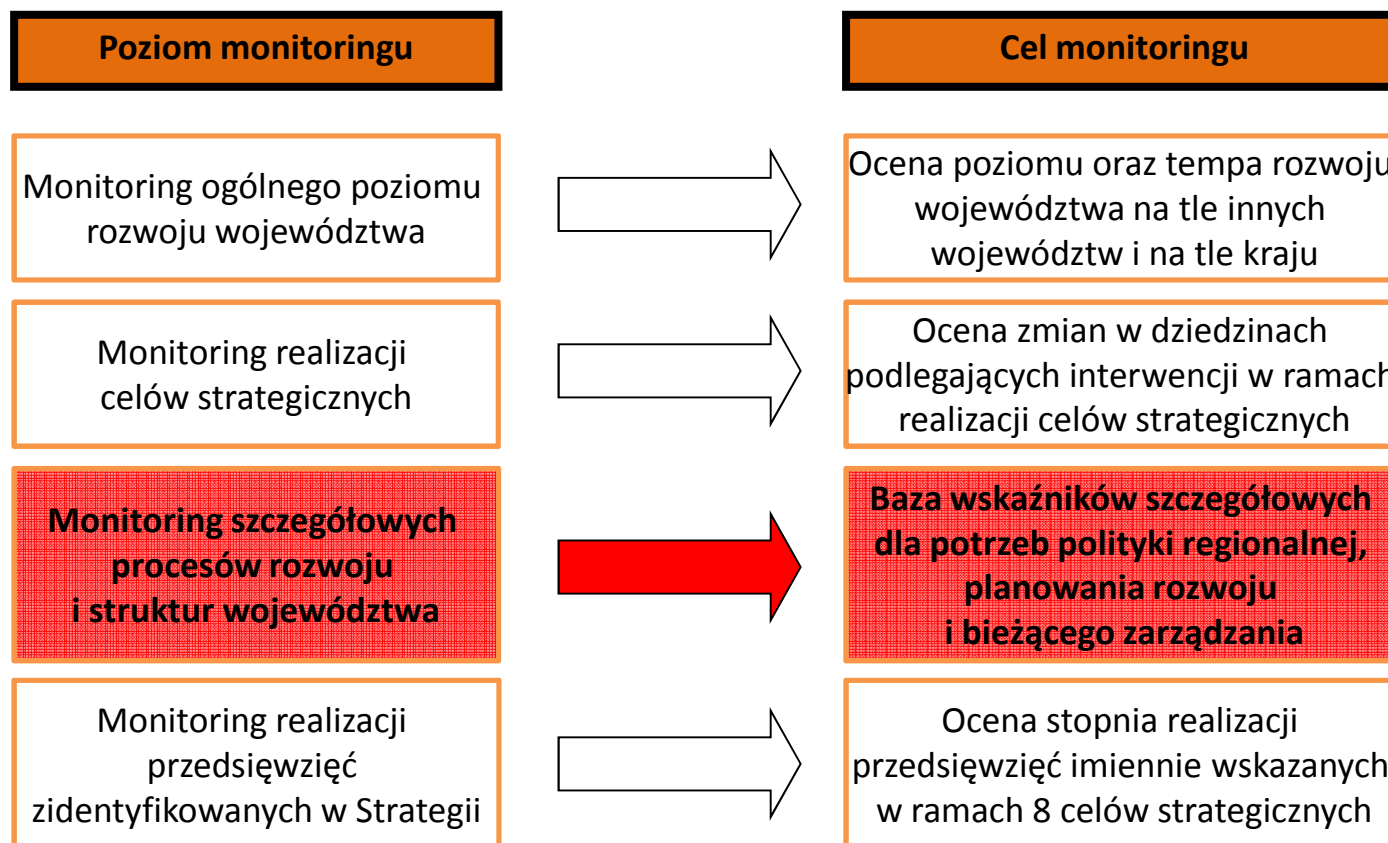 Poziom monitoringu
Cel monitoringu
Monitoring ogólnego poziomu
rozwoju województwa
Ocena poziomu oraz tempa rozwoju
województwa na tle innych
województw i na tle kraju
Monitoring realizacji
celów strategicznych
Ocena zmian w dziedzinach
podlegających interwencji w ramach
realizacji celów strategicznych
Monitoring szczegółowych
procesów rozwoju
i struktur województwa
Baza wskaźników szczegółowych
dla potrzeb polityki regionalnej,
planowania rozwoju
i bieżącego zarządzania
Monitoring realizacji
przedsięwzięć
zidentyfikowanych w Strategii
Ocena stopnia realizacji
przedsięwzięć imiennie wskazanych
w ramach 8 celów strategicznych